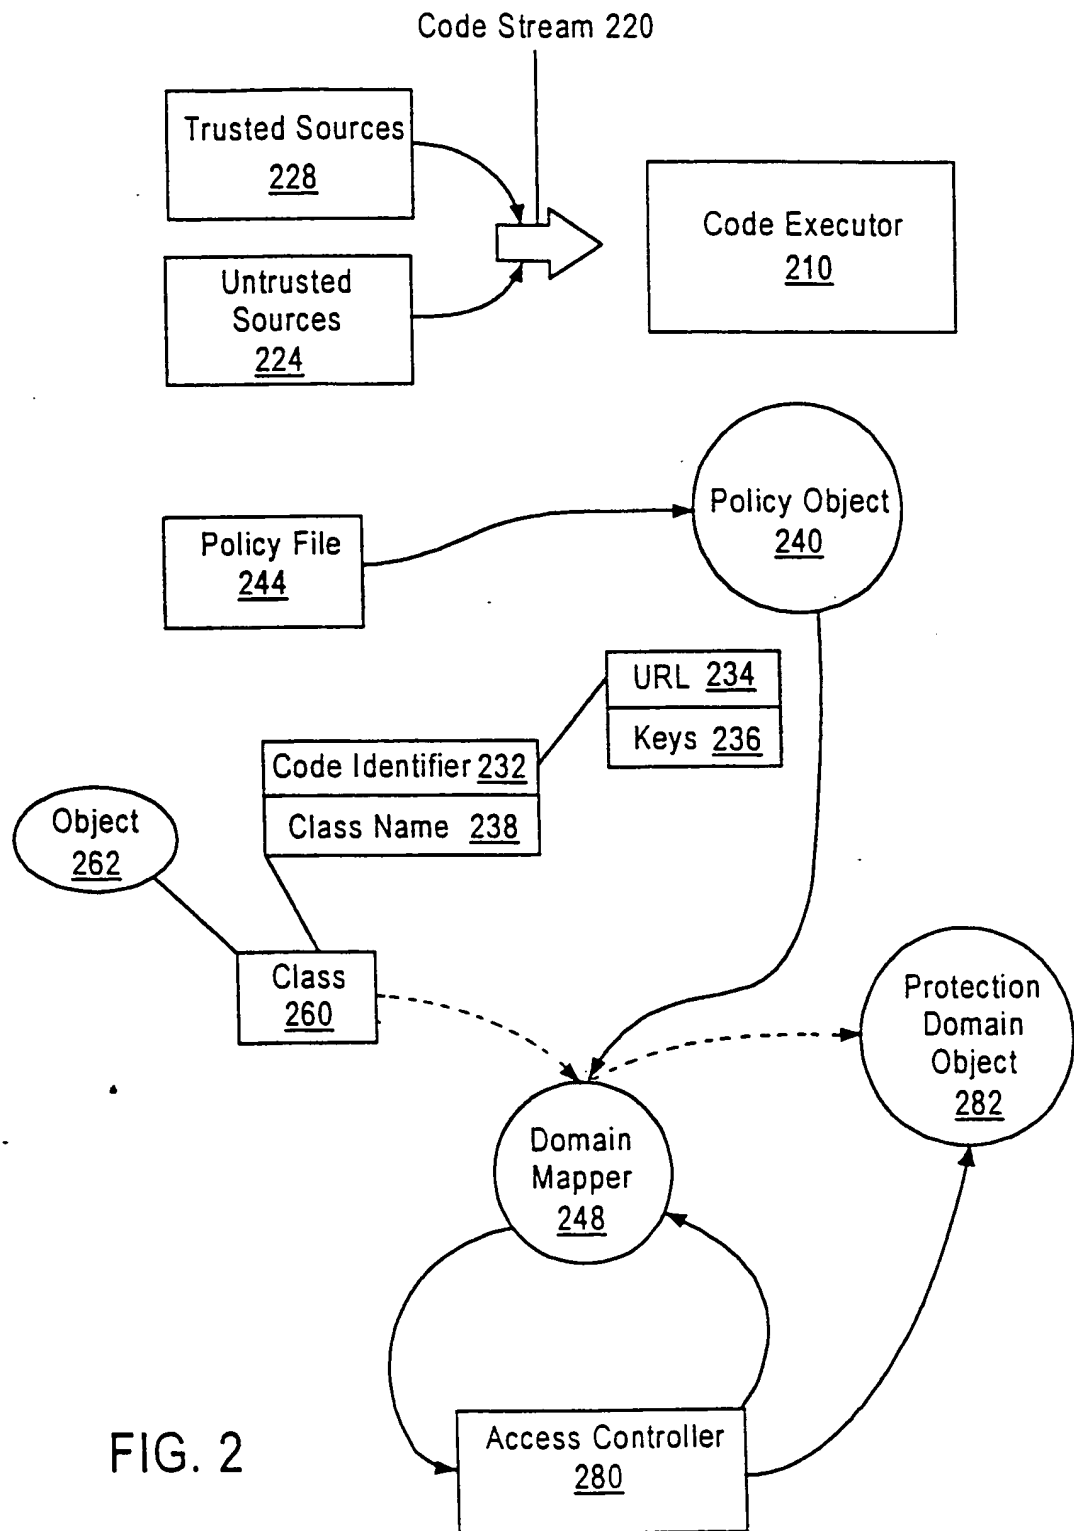 Code Stream 220
Trusted Sources
228
Untrusted
Sources
224
Code Executor
210
Policy Object
240
Policy File
244
URL 234
Keys 236
Code Identifier 232
Class Name 238
Object
262
Class
260
Protection
Domain
Object
282
Domain
Mapper
248
Access Controller
280
FIG. 2